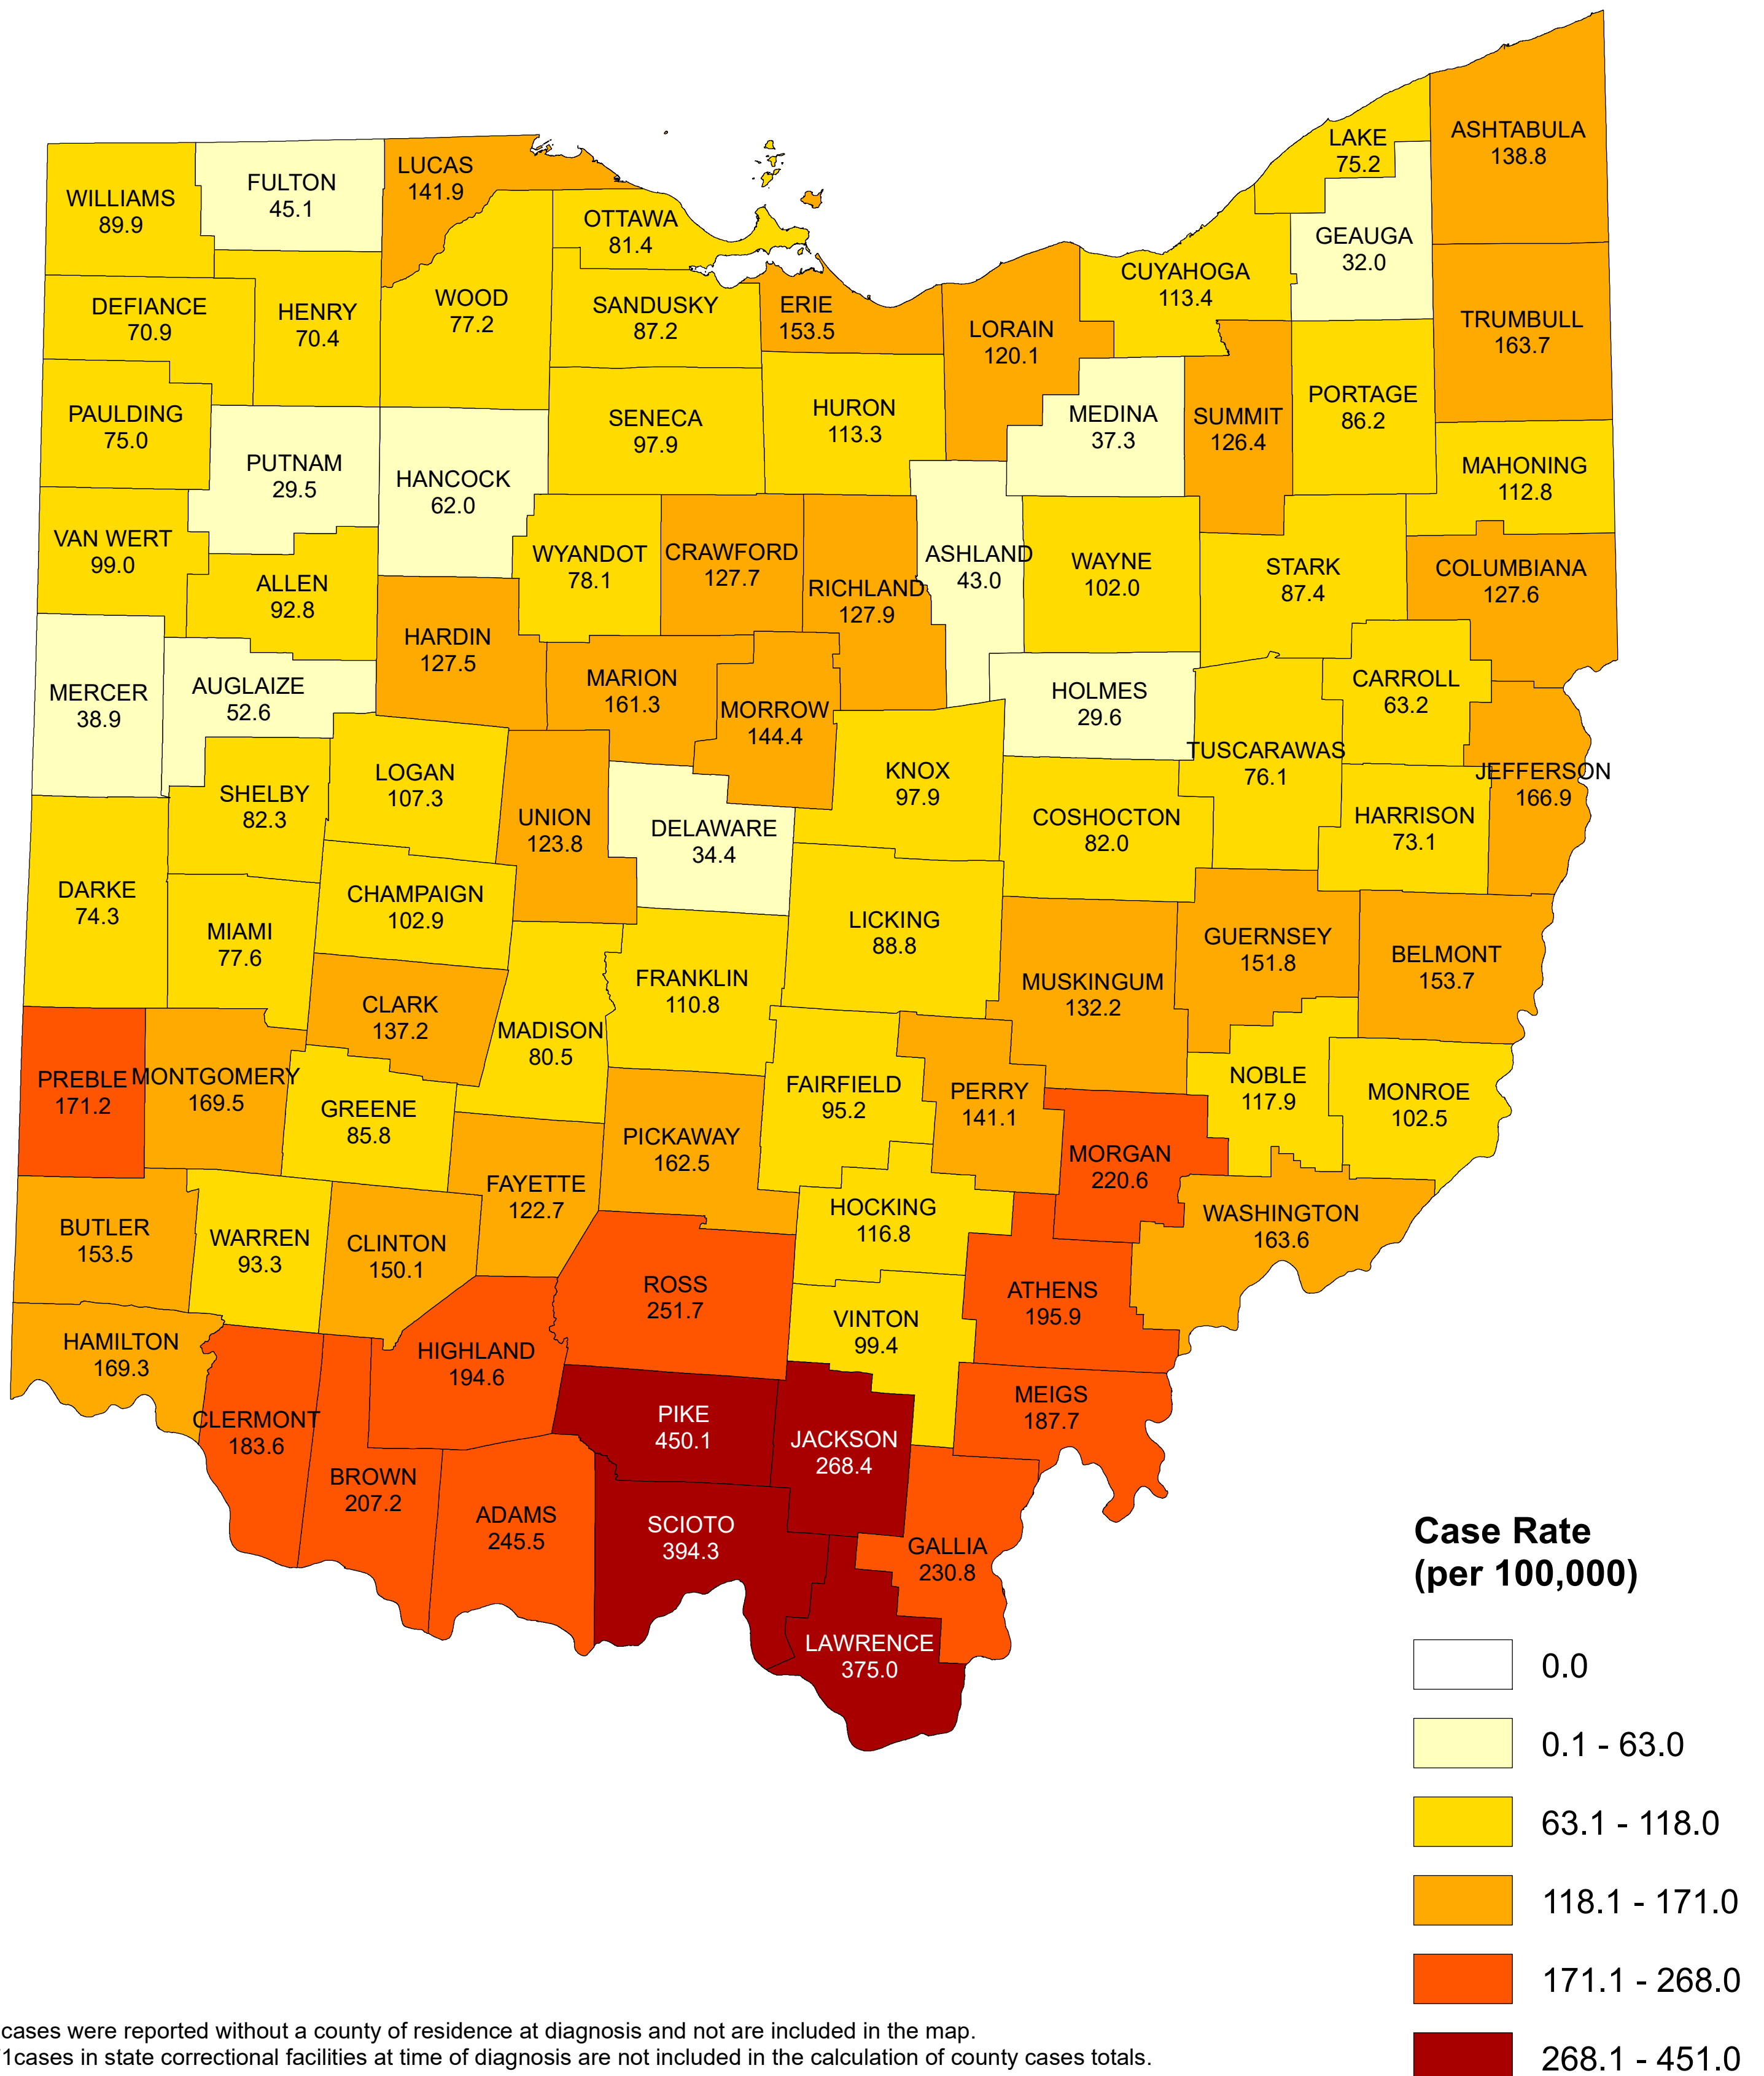 ASHTABULA
138.8
LAKE
75.2
LUCAS
141.9
FULTON
45.1
WILLIAMS
89.9
OTTAWA
81.4
GEAUGA
32.0
CUYAHOGA
113.4
DEFIANCE
70.9
HENRY
70.4
WOOD
77.2
SANDUSKY
87.2
ERIE
153.5
LORAIN
120.1
TRUMBULL
163.7
PAULDING
75.0
SENECA
97.9
HURON
113.3
MEDINA
37.3
SUMMIT
126.4
PORTAGE
86.2
PUTNAM
29.5
HANCOCK
62.0
MAHONING
112.8
VAN WERT
99.0
ALLEN
92.8
WYANDOT
78.1
CRAWFORD
127.7
RICHLAND
127.9
ASHLAND
43.0
WAYNE
102.0
STARK
87.4
COLUMBIANA
127.6
HARDIN
127.5
MARION
161.3
MERCER
38.9
AUGLAIZE
52.6
MORROW
144.4
HOLMES
29.6
CARROLL
63.2
TUSCARAWAS
76.1
JEFFERSON
166.9
SHELBY
82.3
LOGAN
107.3
UNION
123.8
DELAWARE
34.4
KNOX
97.9
COSHOCTON
82.0
HARRISON
73.1
DARKE
74.3
MIAMI
77.6
CHAMPAIGN
102.9
LICKING
88.8
GUERNSEY
151.8
BELMONT
153.7
CLARK
137.2
MADISON
80.5
FRANKLIN
110.8
MUSKINGUM
132.2
PREBLE
171.2
MONTGOMERY
169.5
GREENE
85.8
FAIRFIELD
95.2
PERRY
141.1
NOBLE
117.9
MONROE
102.5
PICKAWAY
162.5
MORGAN
220.6
FAYETTE
122.7
BUTLER
153.5
WARREN
93.3
CLINTON
150.1
HOCKING
116.8
WASHINGTON
163.6
ROSS
251.7
ATHENS
195.9
HAMILTON
169.3
HIGHLAND
194.6
VINTON
99.4
CLERMONT
183.6
PIKE
450.1
JACKSON
268.4
MEIGS
187.7
BROWN
207.2
ADAMS
245.5
SCIOTO
394.3
GALLIA
230.8
LAWRENCE
375.0
Case Rate
(per 100,000)
0.0
0.1 - 63.0
63.1 - 118.0
118.1 - 171.0
171.1 - 268.0
268.1 - 451.0
cases were reported without a county of residence at diagnosis and not are included in the map.
1cases in state correctional facilities at time of diagnosis are not included in the calculation of county cases totals.